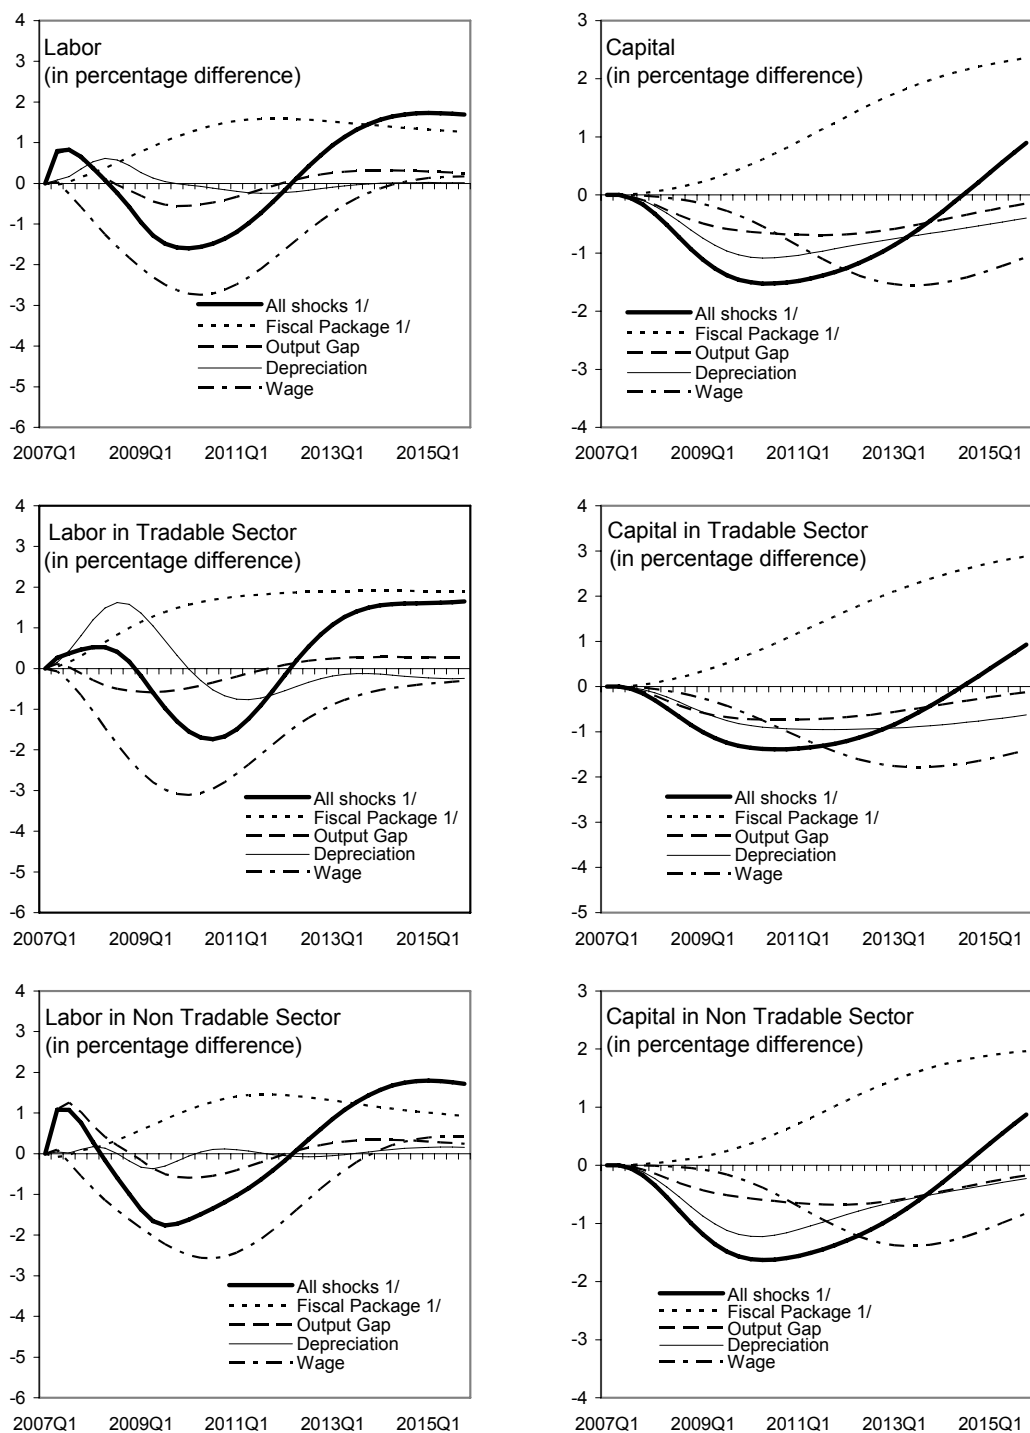 Labor
(in percentage difference)
4
3
2
1
0
-1
-2
-3
-4
-5
-6
All shocks 1/
Fiscal Package 1/
Output Gap
Depreciation
Wage
2007Q1 2009Q1 2011Q1 2013Q1 2015Q1
Capital
(in percentage difference)
3
2
1
0
-1
-2
-3
-4
All shocks 1/
Fiscal Package 1/
Output Gap
Depreciation
Wage
2007Q1 2009Q1 2011Q1 2013Q1 2015Q1
Labor in Tradable Sector
(in percentage difference)
4
3
2
1
0
-1
-2
-3
-4
-5
-6
All shocks 1/
Fiscal Package 1/
Output Gap
Depreciation
Wage
2007Q1 2009Q1 2011Q1 2013Q1 2015Q1
Capital in Tradable Sector
(in percentage difference)
4
3
2
1
0
-1
-2
-3
-4
-5
All shocks 1/
Fiscal Package 1/
Output Gap
Depreciation
Wage
2007Q1 2009Q1 2011Q1 2013Q1 2015Q1
Labor in Non Tradable Sector
(in percentage difference)
4
3
2
1
0
-1
-2
-3
-4
-5
-6
All shocks 1/
Fiscal Package 1/
Output Gap
Depreciation
Wage
2007Q1 2009Q1 2011Q1 2013Q1 2015Q1
Capital in Non Tradable Sector
(in percentage difference)
3
2
1
0
-1
-2
-3
-4
All shocks 1/
Fiscal Package 1/
Output Gap
Depreciation
Wage
2007Q1 2009Q1 2011Q1 2013Q1 2015Q1